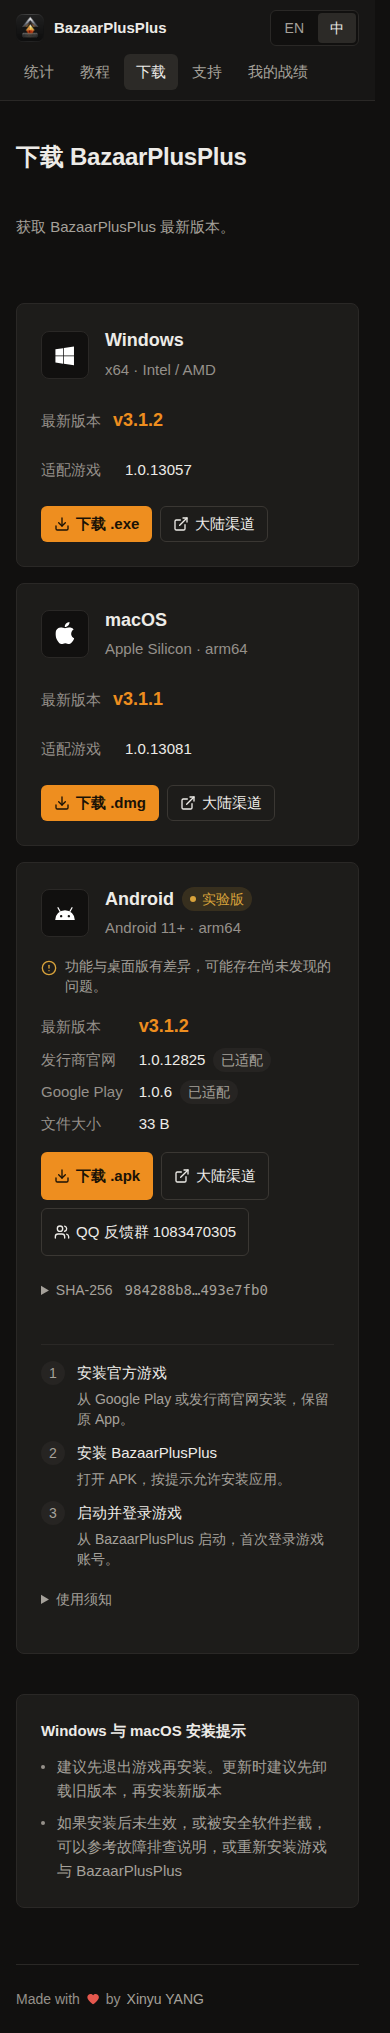 BazaarPlusPlus
EN 中
统计 教程 下载 支持 我的战绩
下载 BazaarPlusPlus
获取 BazaarPlusPlus 最新版本。
Windows
x64 · Intel / AMD
最新版本 v3.1.2
适配游戏 1.0.13057
下载 .exe 大陆渠道
macOS
Apple Silicon · arm64
最新版本 v3.1.1
适配游戏 1.0.13081
下载 .dmg 大陆渠道
Android 实验版
Android 11+ · arm64
功能与桌面版有差异，可能存在尚未发现的
问题。
最新版本 v3.1.2
发行商官网 1.0.12825 已适配
Google Play 1.0.6 已适配
文件大小 33 B
下载 .apk 大陆渠道
QQ 反馈群 1083470305
SHA-256 984288b8…493e7fb0
1 安装官方游戏
从 Google Play 或发行商官网安装，保留
原 App。
2 安装 BazaarPlusPlus
打开 APK，按提示允许安装应用。
3 启动并登录游戏
从 BazaarPlusPlus 启动，首次登录游戏
账号。
使用须知
Windows 与 macOS 安装提示
• 建议先退出游戏再安装。更新时建议先卸
载旧版本，再安装新版本
• 如果安装后未生效，或被安全软件拦截，
可以参考故障排查说明，或重新安装游戏
与 BazaarPlusPlus
Made with ♥ by Xinyu YANG